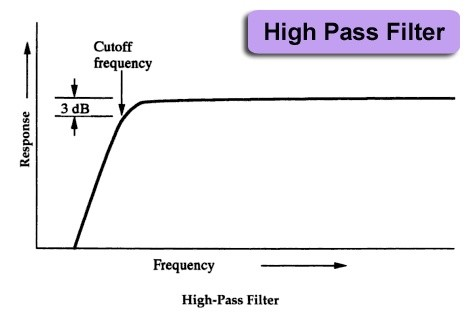 High Pass Filter
Cutoff
frequency
3 dB
Response
Frequency
High-Pass Filter